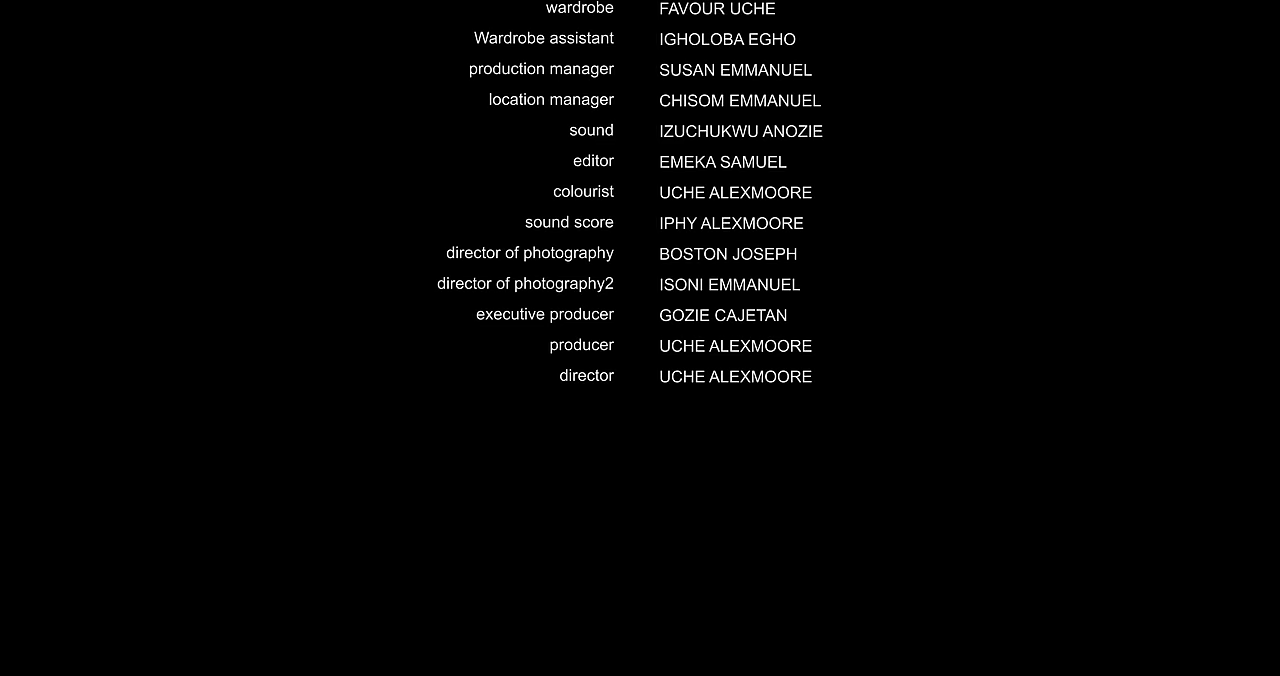 wardrobe FAVOUR UCHE
Wardrobe assistant IGHOLOBA EGHO
production manager SUSAN EMMANUEL
location manager CHISOM EMMANUEL
sound IZUCHUKWU ANOZIE
editor EMEKA SAMUEL
colourist UCHE ALEXMOORE
sound score IPHY ALEXMOORE
director of photography BOSTON JOSEPH
director of photography2 ISONI EMMANUEL
executive producer GOZIE CAJETAN
producer UCHE ALEXMOORE
director UCHE ALEXMOORE